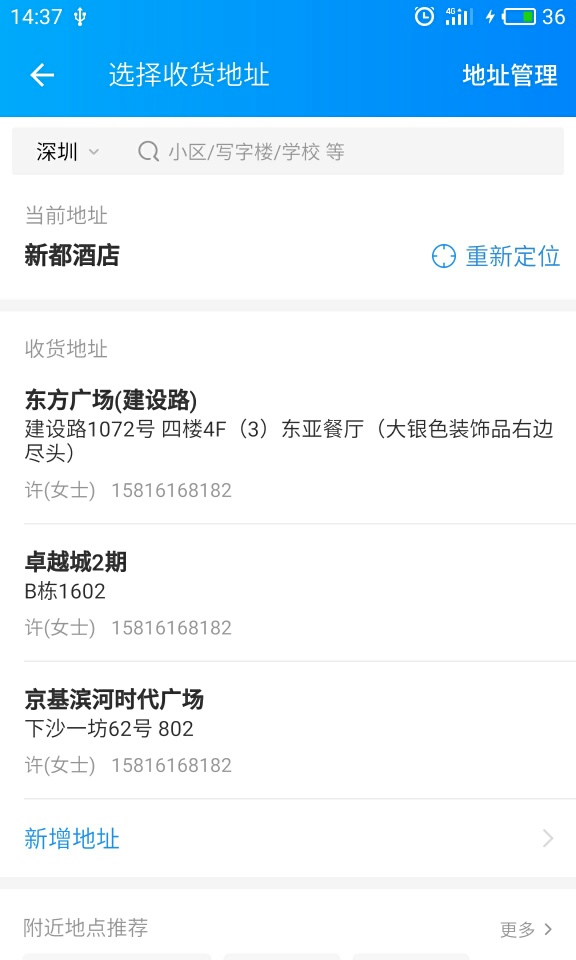 14:37 4G 36
选择收货地址 地址管理
深圳 小区/写字楼/学校 等
当前地址
新都酒店 重新定位
收货地址
东方广场(建设路)
建设路1072号 四楼4F（3）东亚餐厅（大银色装饰品右边
尽头）
许(女士) 15816168182
卓越城2期
B栋1602
许(女士) 15816168182
京基滨河时代广场
下沙一坊62号 802
许(女士) 15816168182
新增地址
附近地点推荐 更多